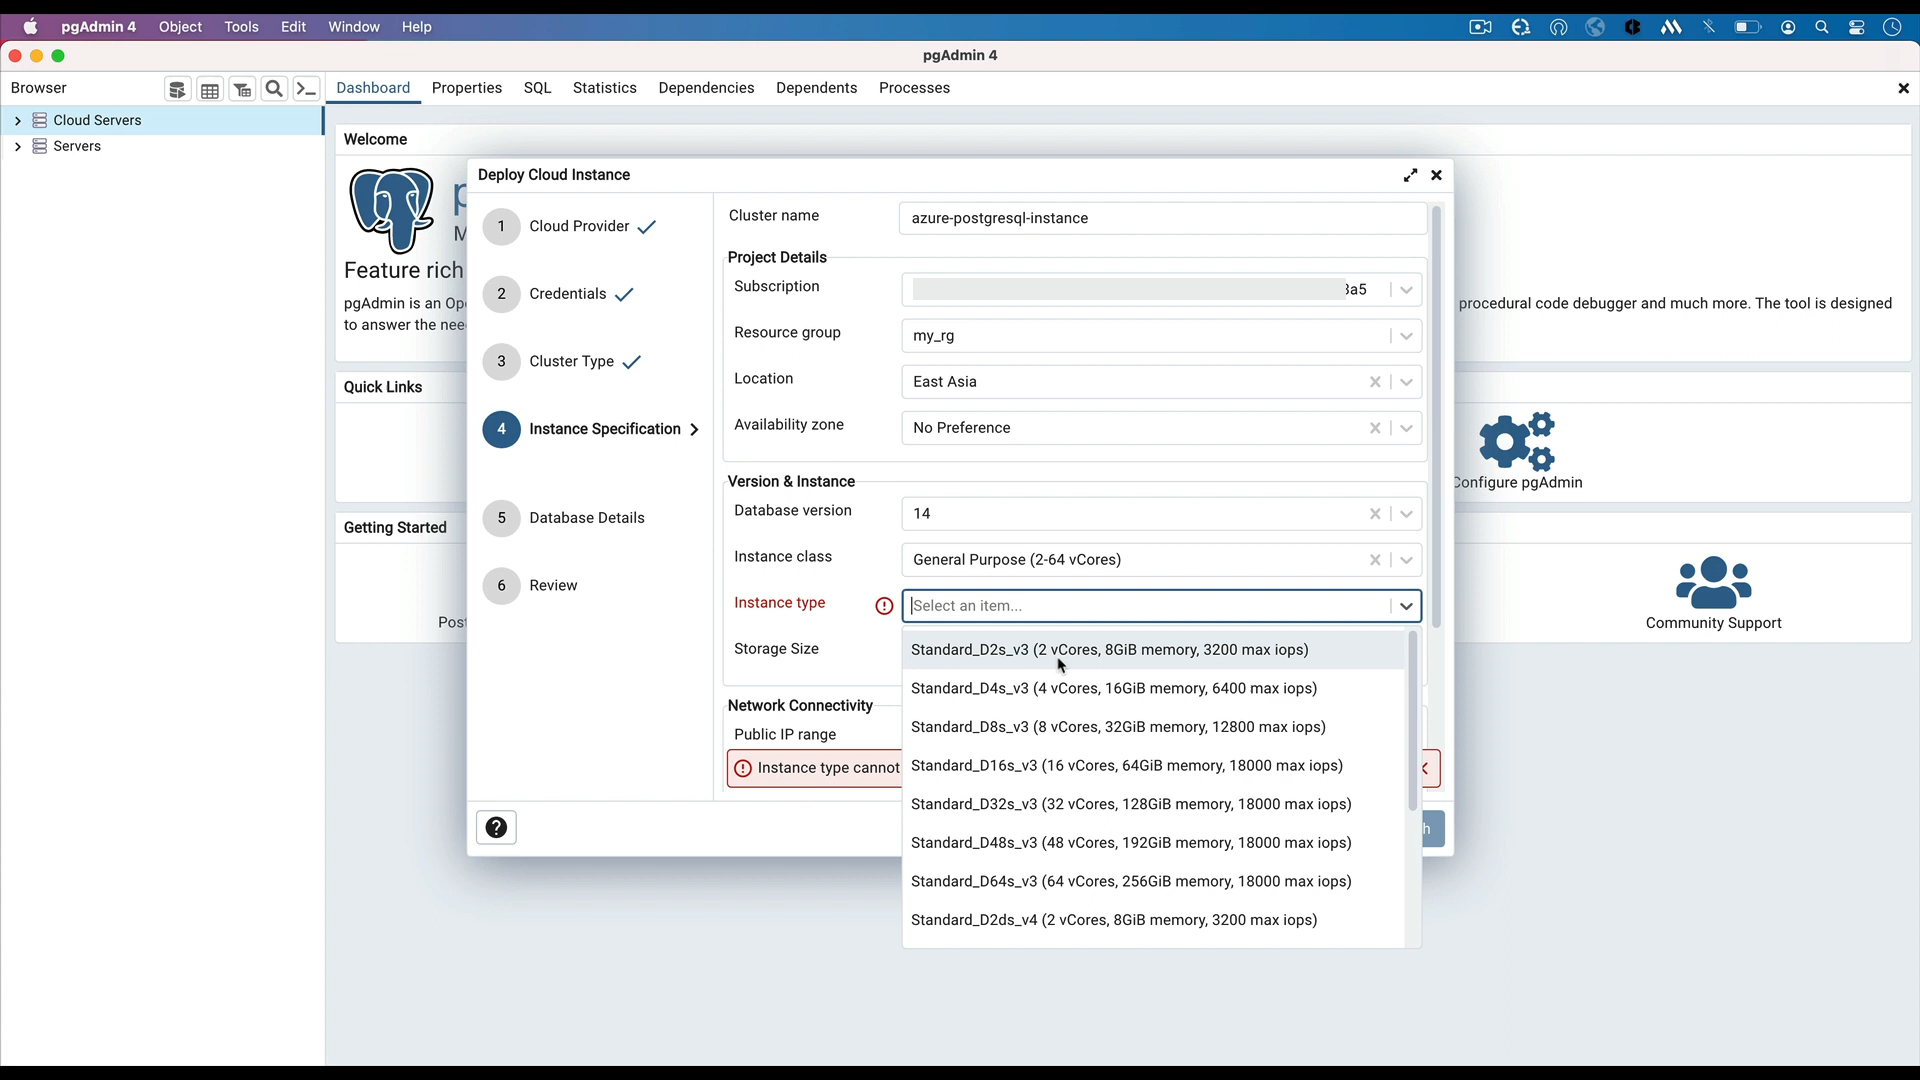 pgAdmin 4 Object Tools Edit Window Help
pgAdmin 4
Browser
Dashboard Properties SQL Statistics Dependencies Dependents Processes
Cloud Servers
Servers
Welcome
Feature rich
pgAdmin is an Op
to answer the nee
procedural code debugger and much more. The tool is designed
Quick Links
Configure pgAdmin
Getting Started
Post
Community Support
Deploy Cloud Instance
1 Cloud Provider
2 Credentials
3 Cluster Type
4 Instance Specification
5 Database Details
6 Review
Cluster name azure-postgresql-instance
Project Details
Subscription 3a5
Resource group my_rg
Location East Asia
Availability zone No Preference
Version & Instance
Database version 14
Instance class General Purpose (2-64 vCores)
Instance type Select an item...
Storage Size
Network Connectivity
Public IP range
Instance type cannot
Standard_D2s_v3 (2 vCores, 8GiB memory, 3200 max iops)
Standard_D4s_v3 (4 vCores, 16GiB memory, 6400 max iops)
Standard_D8s_v3 (8 vCores, 32GiB memory, 12800 max iops)
Standard_D16s_v3 (16 vCores, 64GiB memory, 18000 max iops)
Standard_D32s_v3 (32 vCores, 128GiB memory, 18000 max iops)
Standard_D48s_v3 (48 vCores, 192GiB memory, 18000 max iops)
Standard_D64s_v3 (64 vCores, 256GiB memory, 18000 max iops)
Standard_D2ds_v4 (2 vCores, 8GiB memory, 3200 max iops)